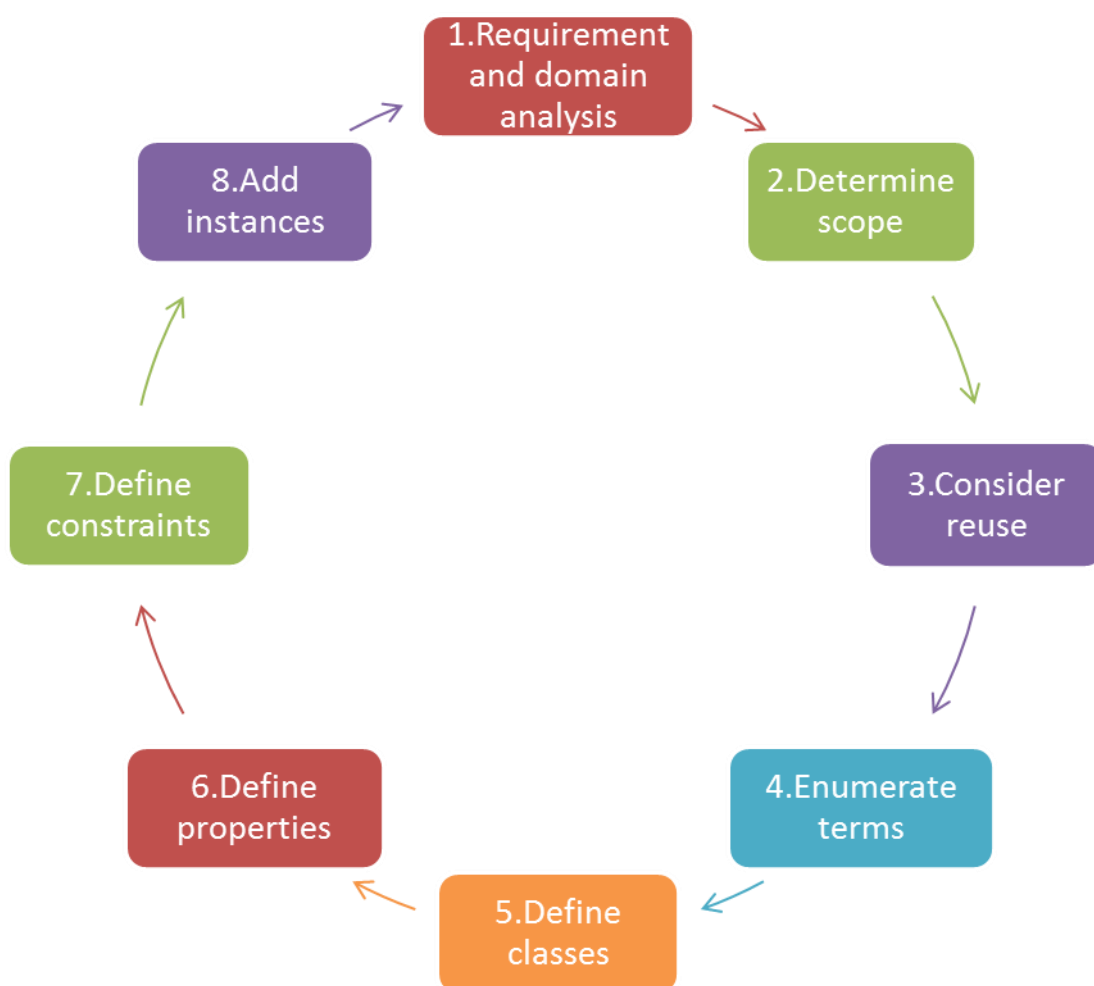 1.Requirement
and domain
analysis
2.Determine
scope
3.Consider
reuse
4.Enumerate
terms
5.Define
classes
6.Define
properties
7.Define
constraints
8.Add
instances